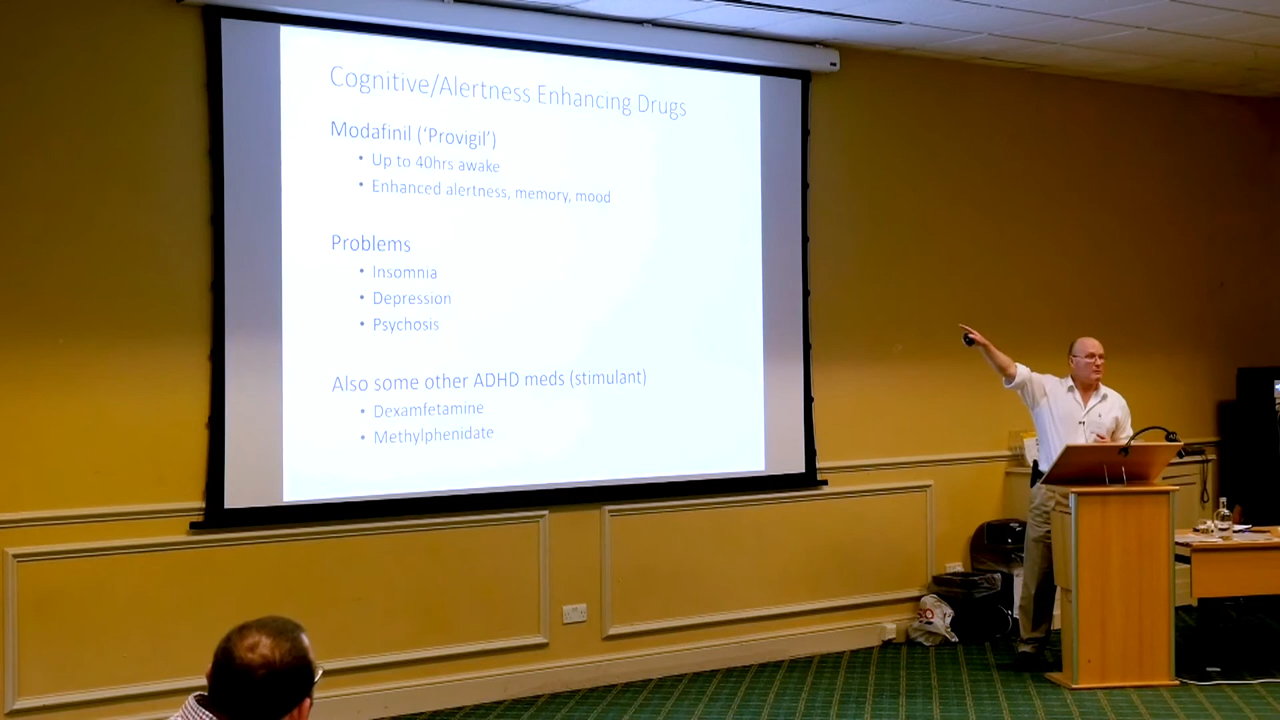 Cognitive/Alertness Enhancing Drugs
Modafinil (‘Provigil’)
• Up to 40hrs awake
• Enhanced alertness, memory, mood
Problems
• Insomnia
• Depression
• Psychosis
Also some other ADHD meds (stimulant)
• Dexamfetamine
• Methylphenidate